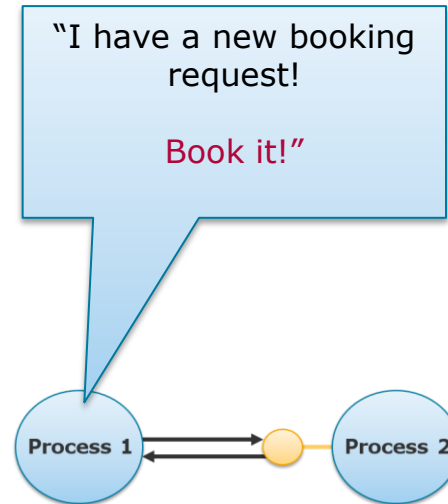 “I have a new booking
request!
Book it!”
Process 1
Process 2